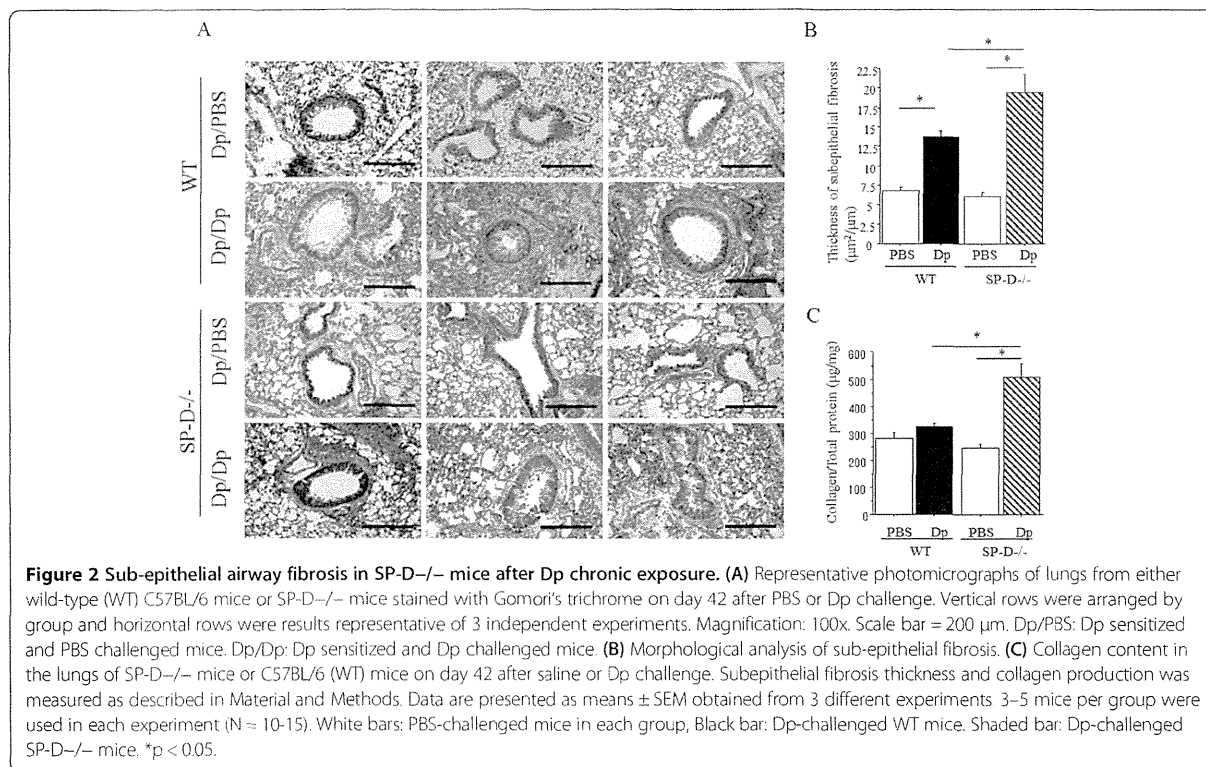 A
WT
Dp/PBS
Dp/Dp
SP-D-/-
Dp/PBS
Dp/Dp
B
Thickness of subepithelial fibrosis
(μm²/μm)
22.5
20
17.5
15
12.5
10
7.5
5
2.5
0
*
*
*
PBS Dp PBS Dp
WT SP-D-/-
C
Collagen/Total protein (μg/mg)
600
500
400
300
200
100
0
*
*
PBS Dp PBS Dp
WT SP-D-/-
Figure 2 Sub-epithelial airway fibrosis in SP-D−/− mice after Dp chronic exposure. (A) Representative photomicrographs of lungs from either
wild-type (WT) C57BL/6 mice or SP-D−/− mice stained with Gomori's trichrome on day 42 after PBS or Dp challenge. Vertical rows were arranged by
group and horizontal rows were results representative of 3 independent experiments. Magnification: 100x. Scale bar = 200 μm. Dp/PBS: Dp sensitized
and PBS challenged mice. Dp/Dp: Dp sensitized and Dp challenged mice. (B) Morphological analysis of sub-epithelial fibrosis. (C) Collagen content in
the lungs of SP-D−/− mice or C57BL/6 (WT) mice on day 42 after saline or Dp challenge. Subepithelial fibrosis thickness and collagen production was
measured as described in Material and Methods. Data are presented as means ± SEM obtained from 3 different experiments. 3–5 mice per group were
used in each experiment (N = 10-15). White bars: PBS-challenged mice in each group, Black bar: Dp-challenged WT mice. Shaded bar: Dp-challenged
SP-D−/− mice. *p < 0.05.